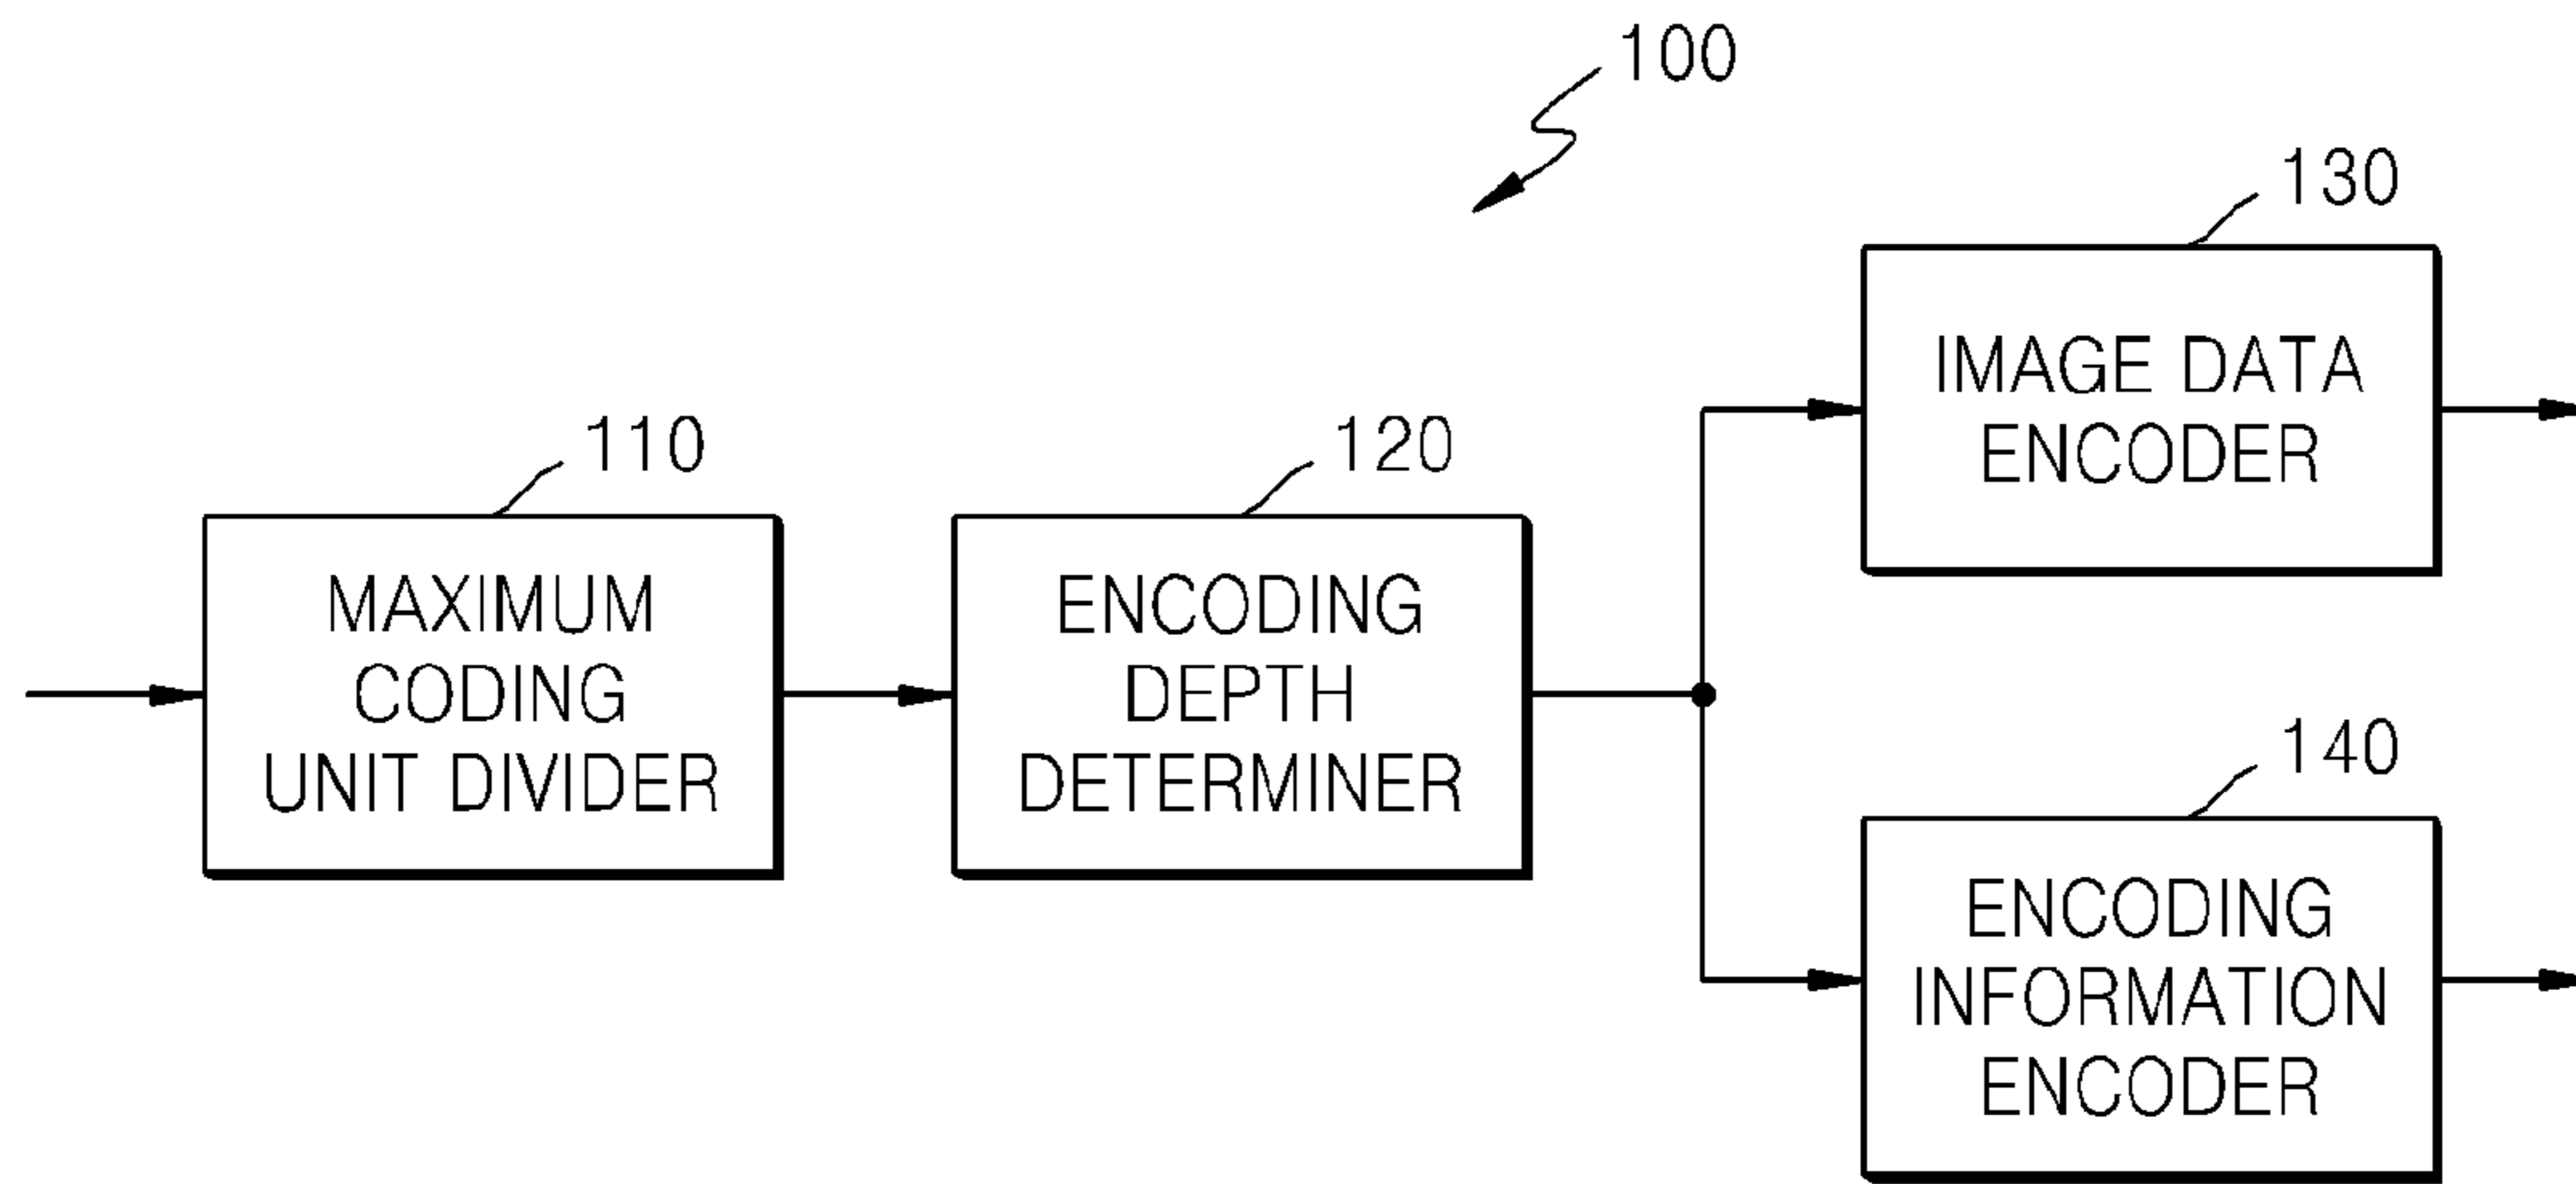 100
110
MAXIMUM
CODING
UNIT DIVIDER
120
ENCODING
DEPTH
DETERMINER
130
IMAGE DATA
ENCODER
140
ENCODING
INFORMATION
ENCODER